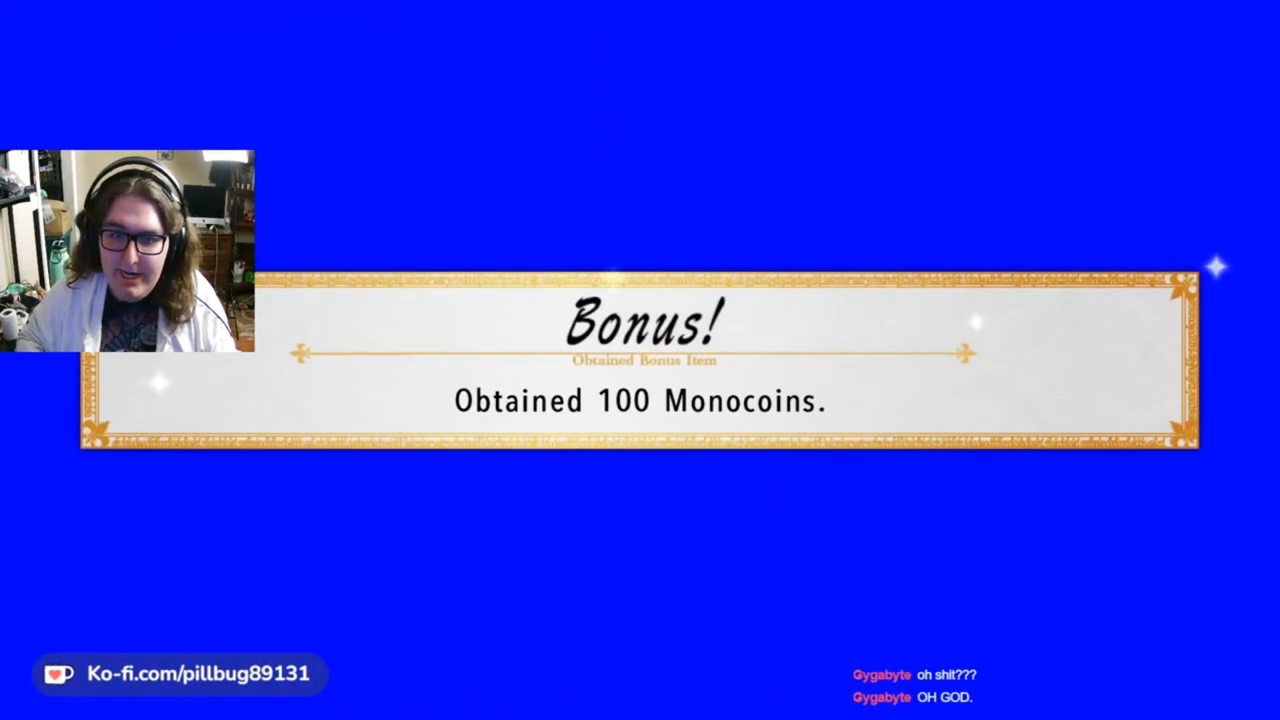 Bonus!
Obtained Bonus Item
Obtained 100 Monocoins.
Ko-fi.com/pillbug89131
Gygabyte oh shit???
Gygabyte OH GOD.